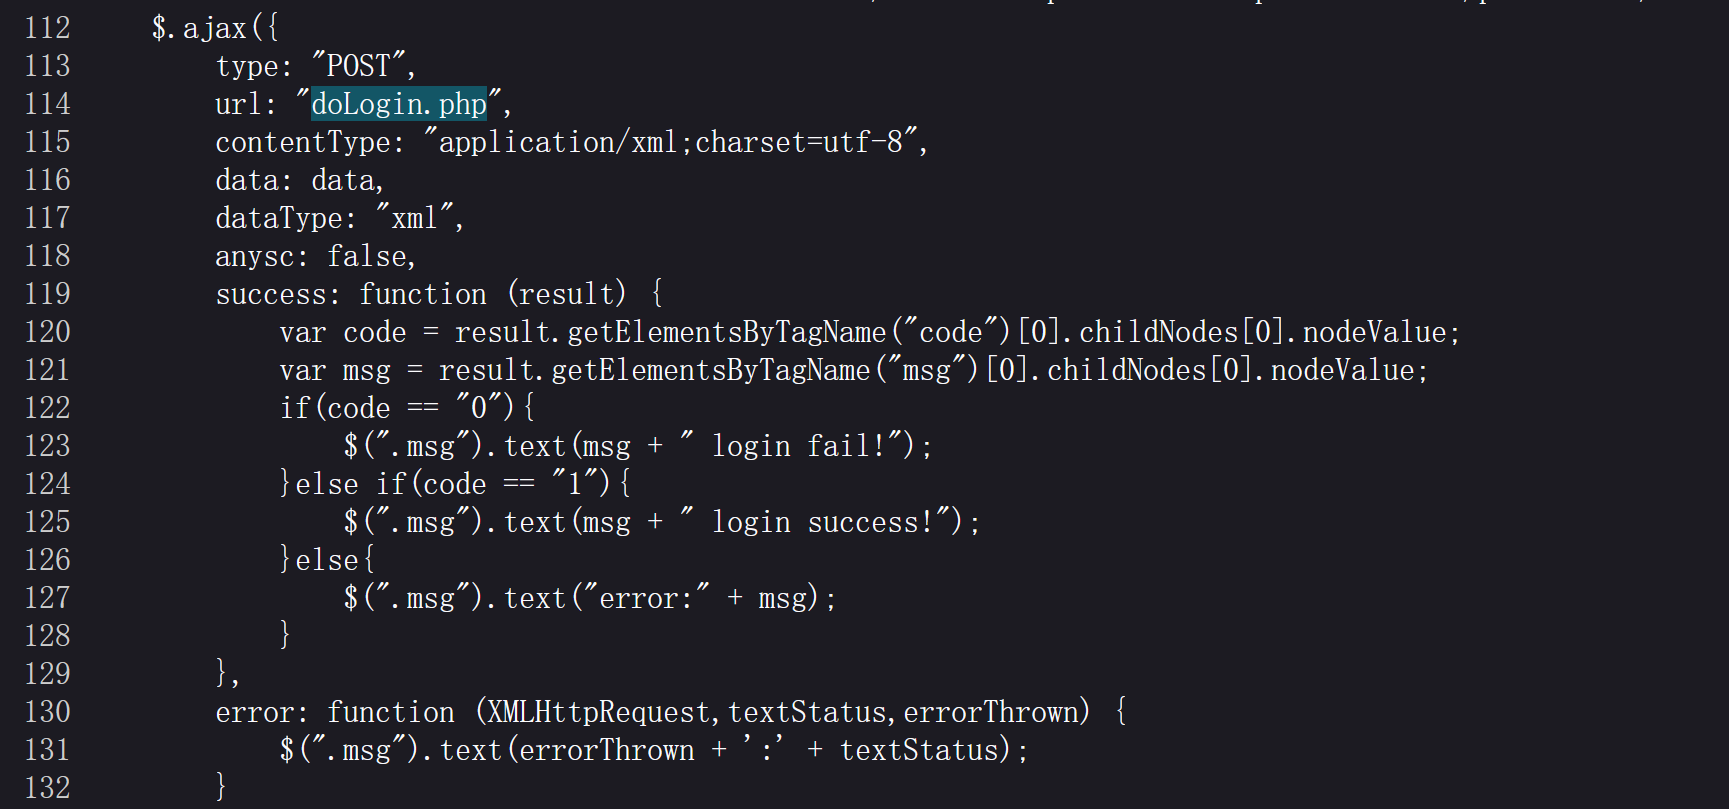 112     $.ajax({
113         type: "POST",
114         url: "doLogin.php",
115         contentType: "application/xml;charset=utf-8",
116         data: data,
117         dataType: "xml",
118         anysc: false,
119         success: function (result) {
120             var code = result.getElementsByTagName("code")[0].childNodes[0].nodeValue;
121             var msg = result.getElementsByTagName("msg")[0].childNodes[0].nodeValue;
122             if(code == "0"){
123                 $(".msg").text(msg + " login fail!");
124             }else if(code == "1"){
125                 $(".msg").text(msg + " login success!");
126             }else{
127                 $(".msg").text("error:" + msg);
128             }
129         },
130         error: function (XMLHttpRequest,textStatus,errorThrown) {
131             $(".msg").text(errorThrown + ':' + textStatus);
132         }